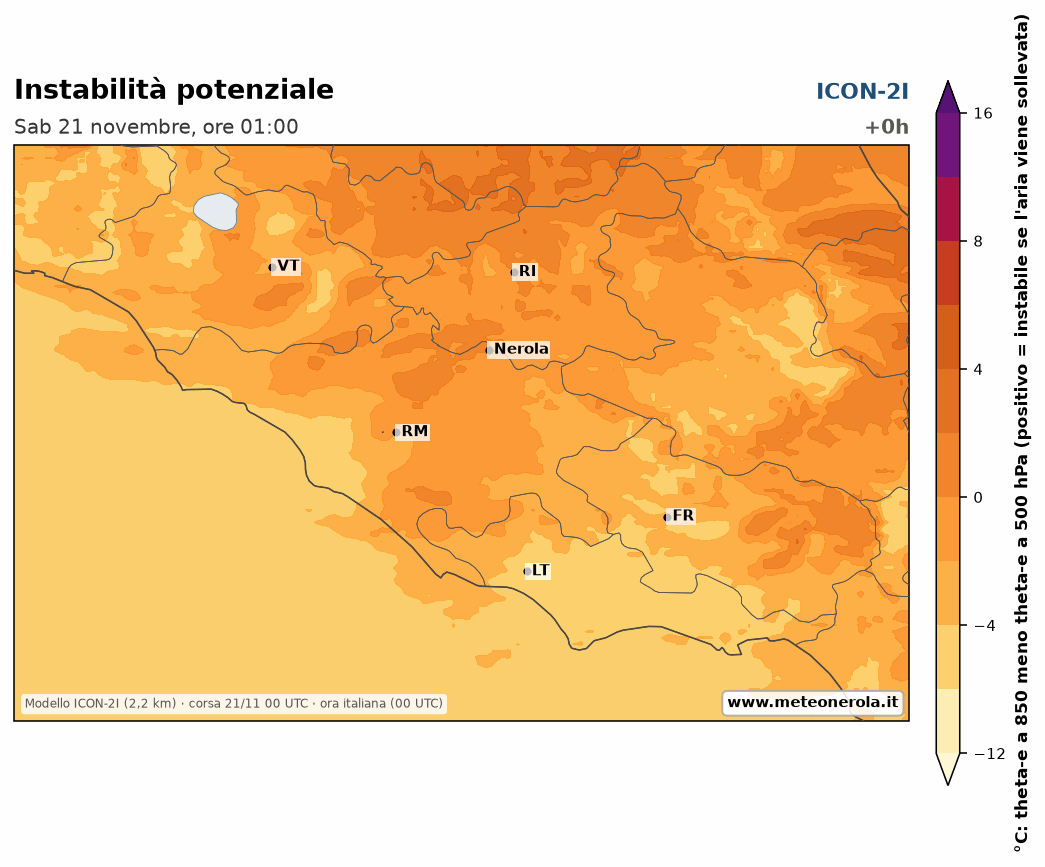 Instabilità potenziale
ICON-2I
Sab 21 novembre, ore 01:00
+0h
VT
RI
Nerola
RM
FR
LT
Modello ICON-2I (2,2 km) · corsa 21/11 00 UTC · ora italiana (00 UTC)
www.meteonerola.it
16
8
4
0
−4
−12
°C: theta-e a 850 meno theta-e a 500 hPa (positivo = instabile se l'aria viene sollevata)